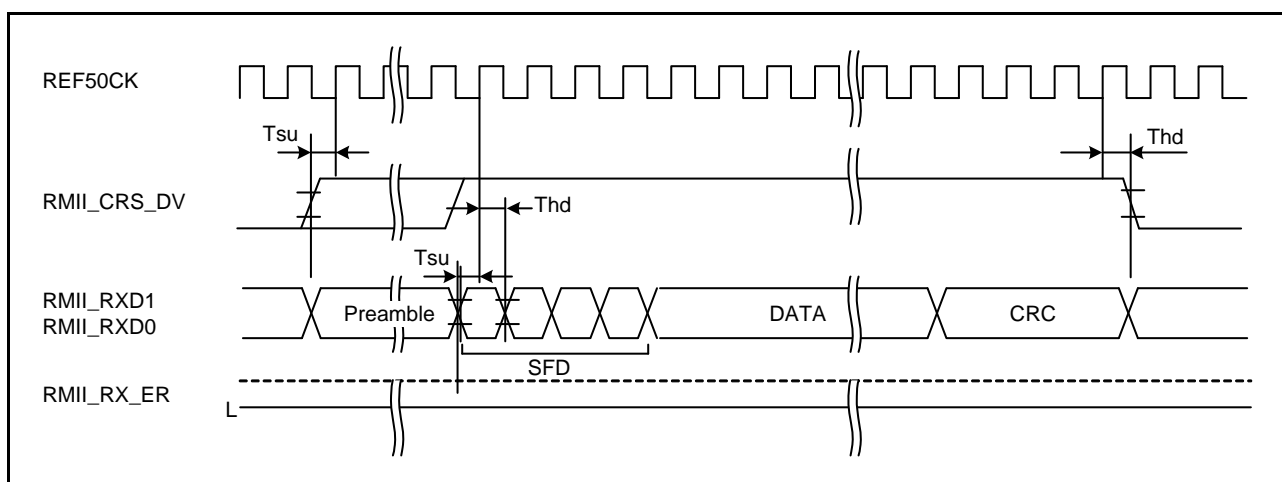 REF50CK
Tsu
Thd
RMII_CRS_DV
Thd
Tsu
RMII_RXD1
RMII_RXD0
Preamble
DATA
CRC
SFD
RMII_RX_ER
L